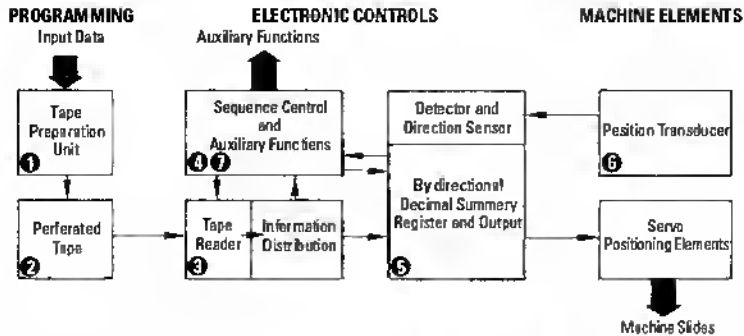 PROGRAMMING
ELECTRONIC CONTROLS
MACHINE ELEMENTS
Input Data
Auxiliary Functions
Tape
Preparation
Unit
1
Sequence Control
and
Auxiliary Functions
4 7
Detector and
Direction Sensor
Position Transducer
6
Perferated
Tape
2
Tape
Reader
3
Information
Distribution
By directional
Decimal Summery
Register and Output
5
Servo
Positioning Elements
Machine Slides